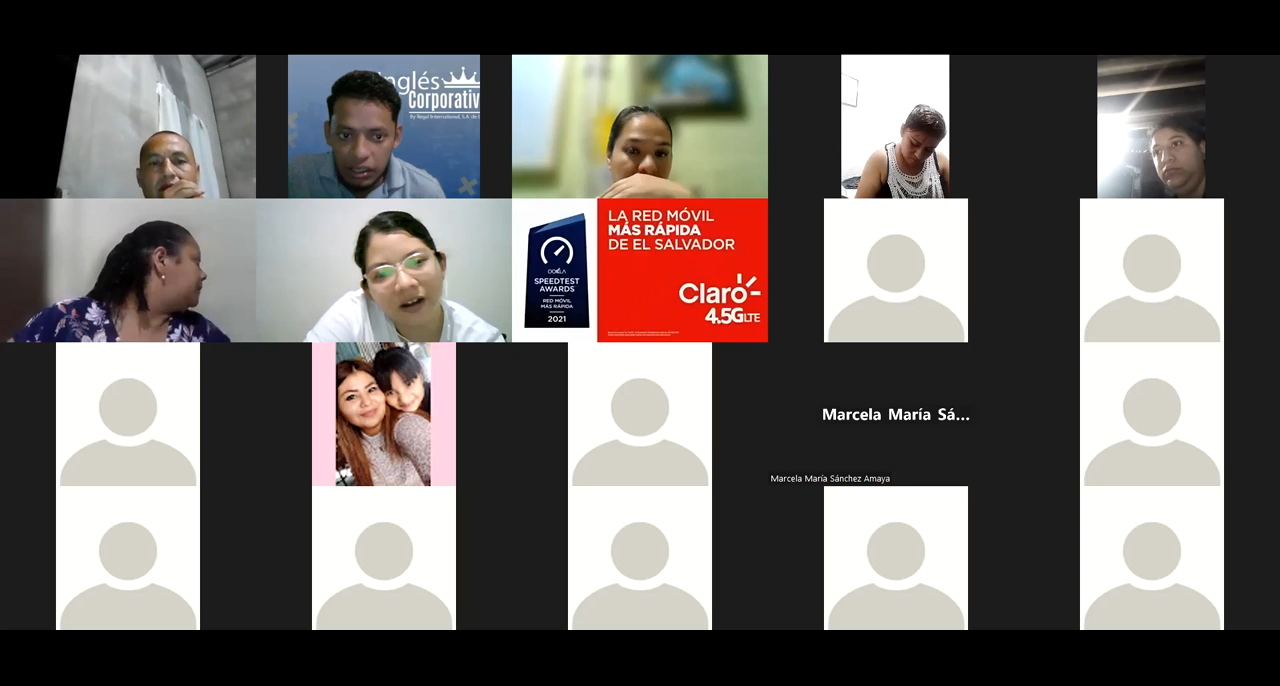 Inglés
Corporativ
By Regal International, S.A. de
OOKLA
SPEEDTEST
AWARDS
RED MÓVIL
MÁS RÁPIDA
2021
LA RED MÓVIL
MÁS RÁPIDA
DE EL SALVADOR
Claro
4.5G LTE
Marcela María Sá...
Marcela María Sánchez Amaya